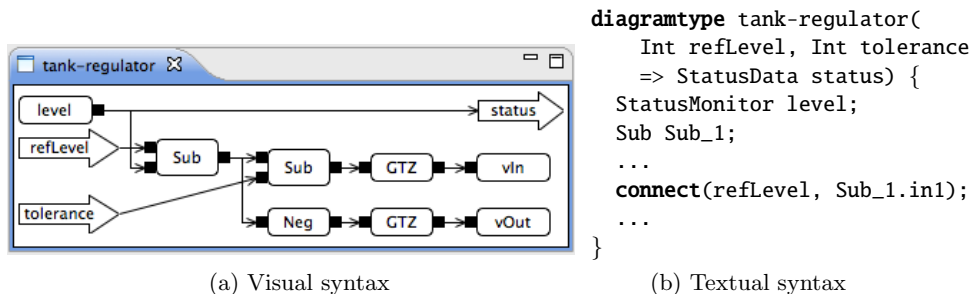 tank-regulator
level
status
refLevel
Sub
Sub
GTZ
vIn
tolerance
Neg
GTZ
vOut
(a) Visual syntax
diagramtype tank-regulator(
Int refLevel, Int tolerance
=> StatusData status) {
StatusMonitor level;
Sub Sub_1;
...
connect(refLevel, Sub_1.in1);
...
}
(b) Textual syntax